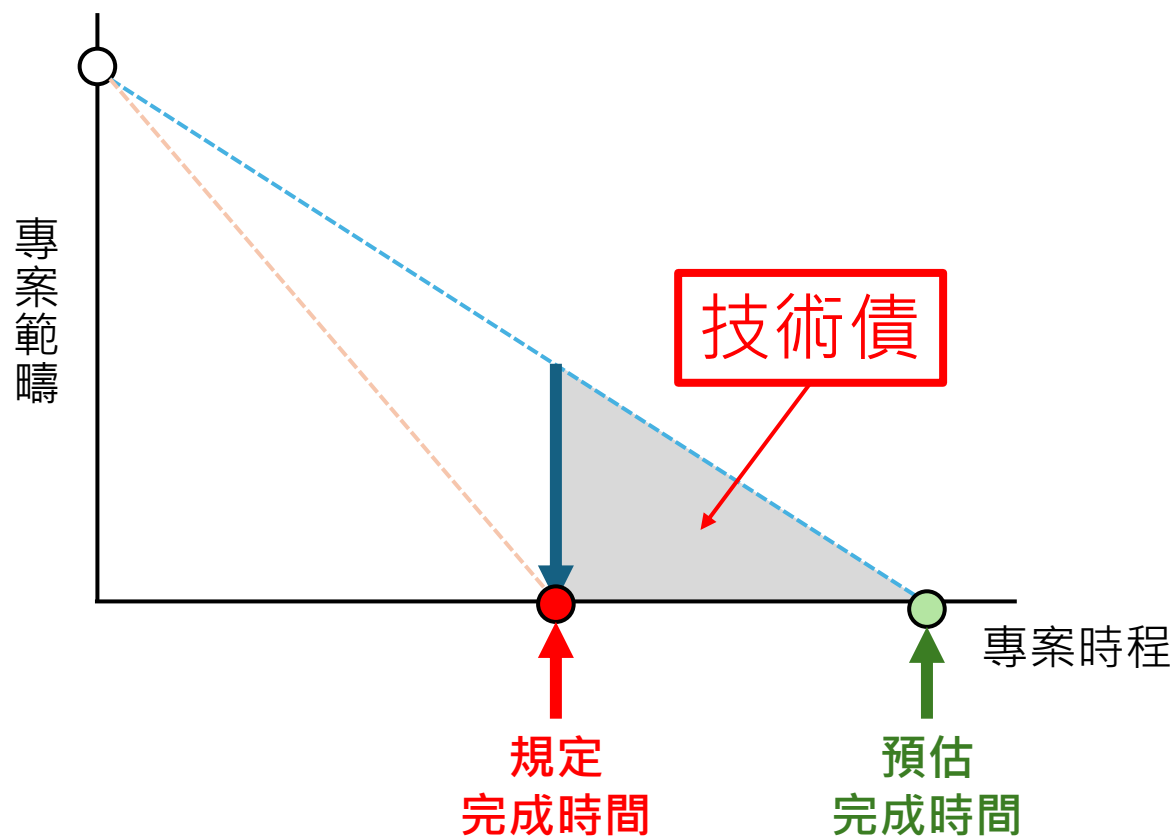 專案範疇
技術債
專案時程
規定
完成時間
預估
完成時間